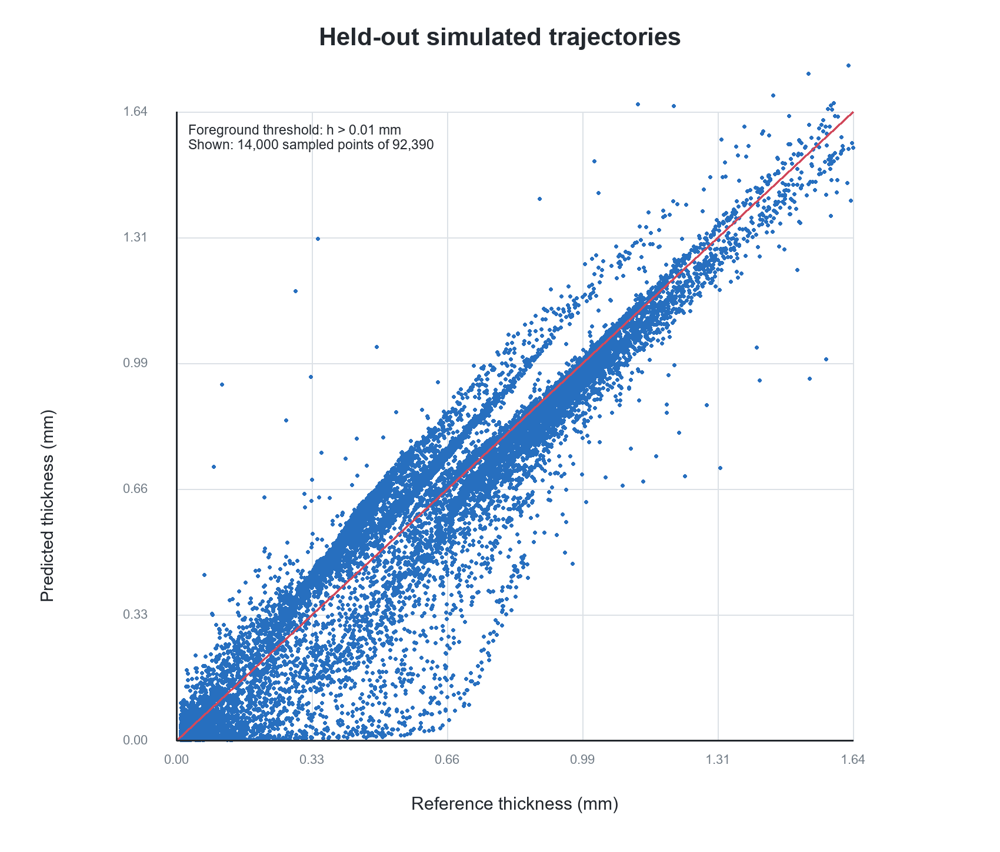 Held-out simulated trajectories
1.64
Foreground threshold: h > 0.01 mm
Shown: 14,000 sampled points of 92,390
1.31
0.99
Predicted thickness (mm)
0.66
0.33
0.00
0.00 0.33 0.66 0.99 1.31 1.64
Reference thickness (mm)